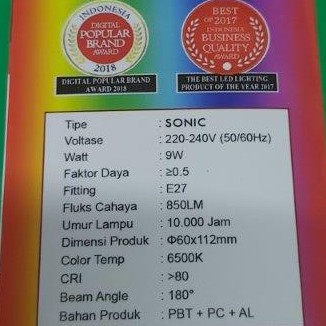 INDONESIA
DIGITAL
POPULAR
BRAND
AWARD
2018
DIGITAL POPULAR BRAND
AWARD 2018
BEST
OF 2017
INDONESIA
BUSINESS
QUALITY
AWARD
THE BEST LED LIGHTING
PRODUCT OF THE YEAR 2017
Tipe : SONIC
Voltase : 220-240V (50/60Hz)
Watt : 9W
Faktor Daya : ≥0.5
Fitting : E27
Fluks Cahaya : 850LM
Umur Lampu : 10.000 Jam
Dimensi Produk : Φ60x112mm
Color Temp : 6500K
CRI : >80
Beam Angle : 180°
Bahan Produk : PBT + PC + AL